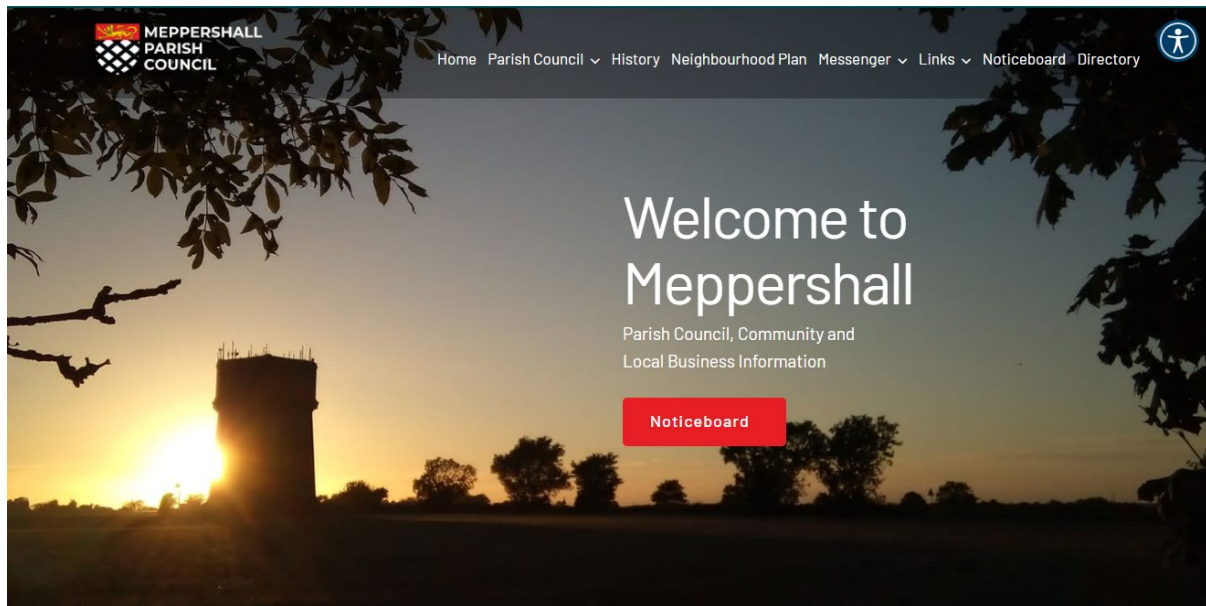 MEPPERSHALL
PARISH
COUNCIL
Home Parish Council History Neighbourhood Plan Messenger Links Noticeboard Directory
Welcome to
Meppershall
Parish Council, Community and
Local Business Information
Noticeboard